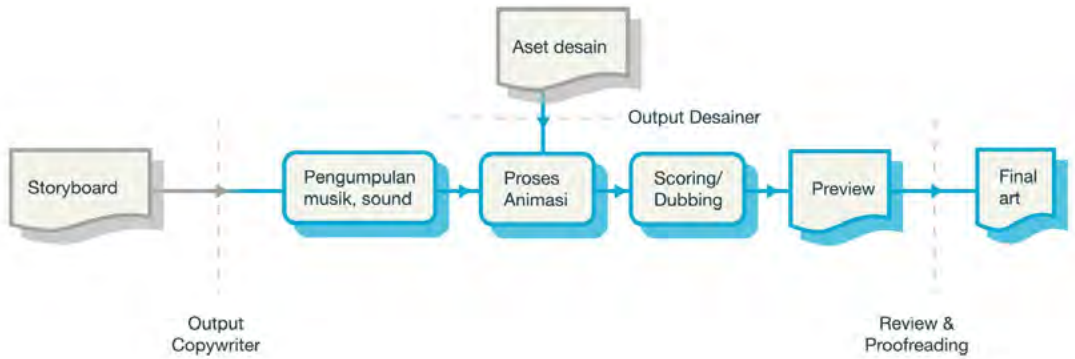 Aset desain
Output Desainer
Storyboard
Pengumpulan
musik, sound
Proses
Animasi
Scoring/
Dubbing
Preview
Final
art
Output
Copywriter
Review &
Proofreading